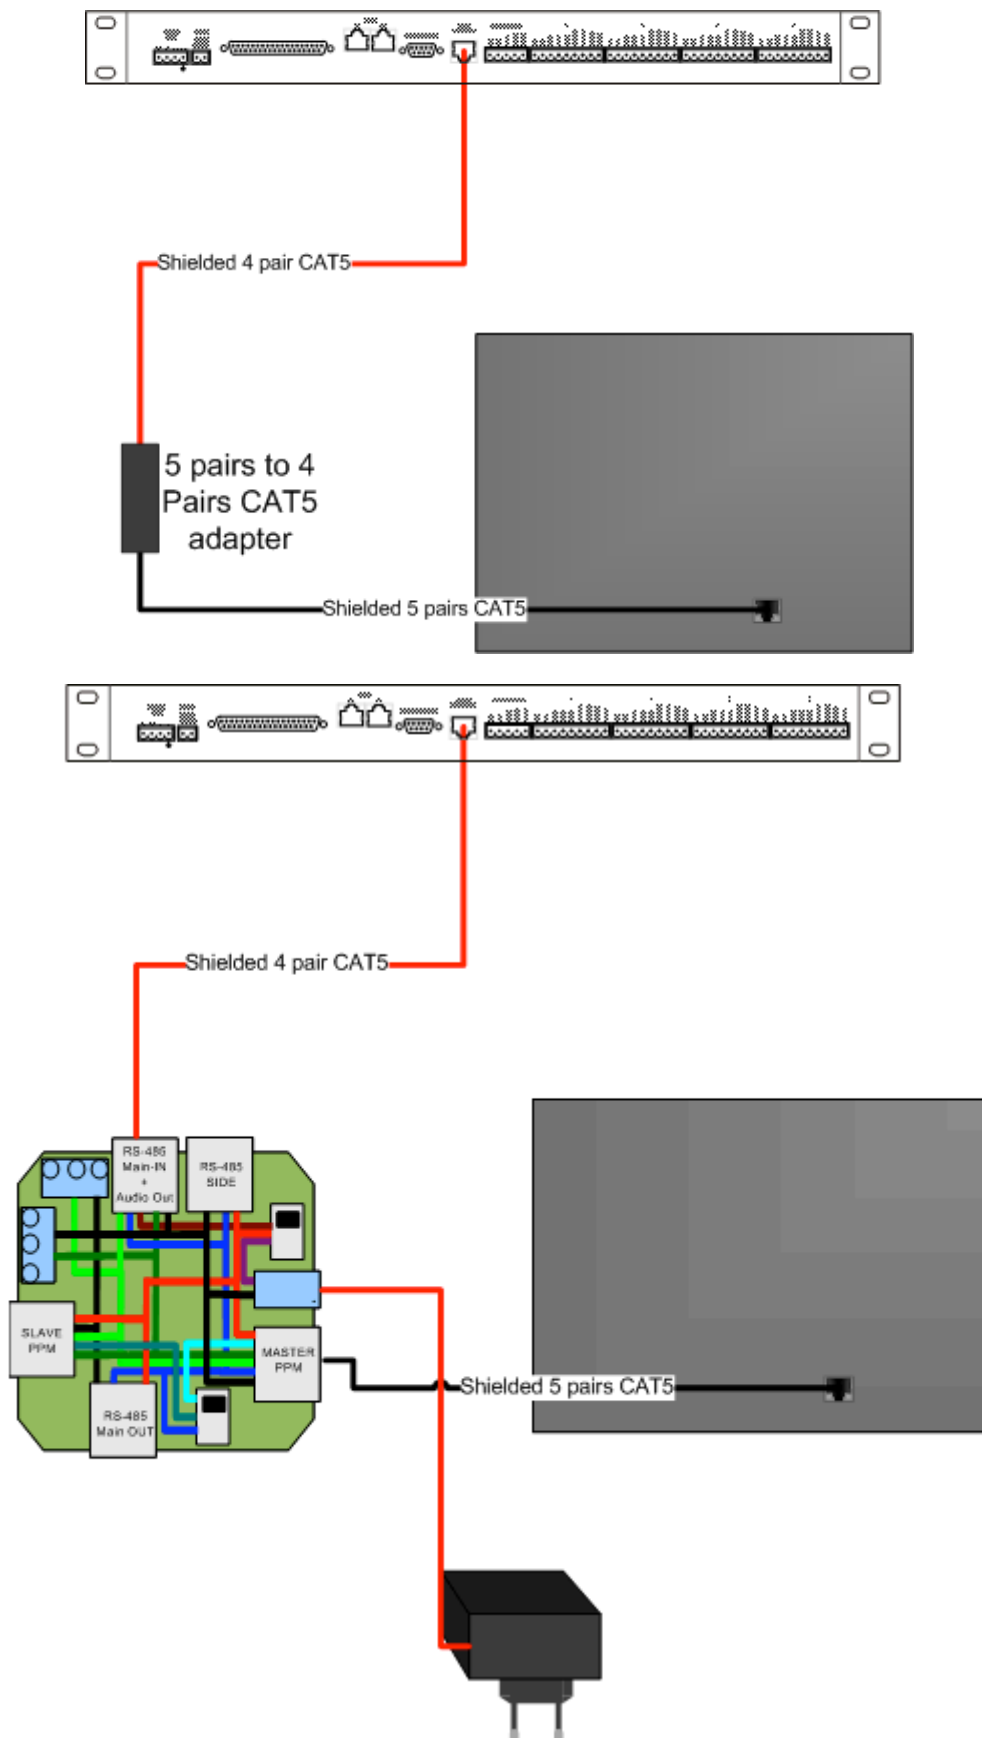 Shielded 4 pair CAT5
5 pairs to 4
Pairs CAT5
adapter
Shielded 5 pairs CAT5
Shielded 4 pair CAT5
RS-485
Main-IN
+
Audio Out
RS-485
SIDE
SLAVE
PPM
MASTER
PPM
Shielded 5 pairs CAT5
RS-485
Main OUT